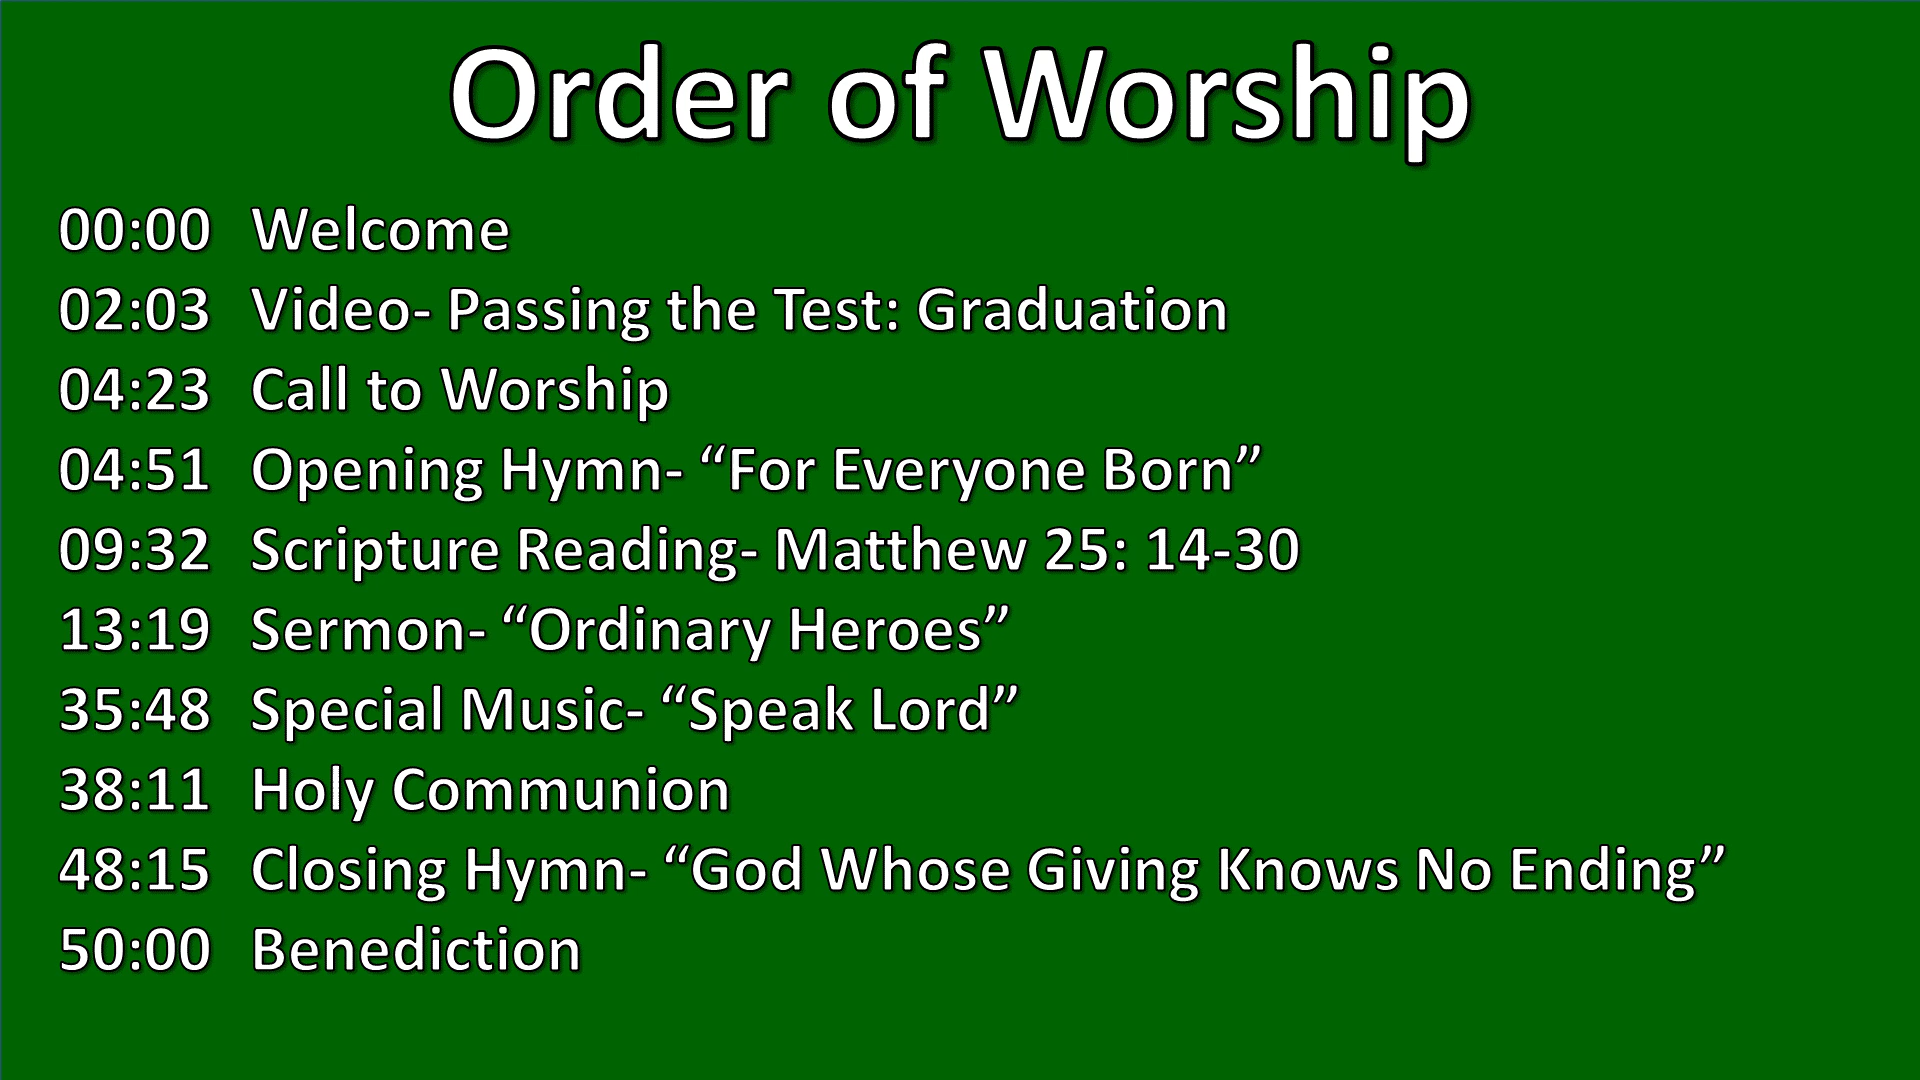 Order of Worship
00:00 Welcome
02:03 Video- Passing the Test: Graduation
04:23 Call to Worship
04:51 Opening Hymn- “For Everyone Born”
09:32 Scripture Reading- Matthew 25: 14-30
13:19 Sermon- “Ordinary Heroes”
35:48 Special Music- “Speak Lord”
38:11 Holy Communion
48:15 Closing Hymn- “God Whose Giving Knows No Ending”
50:00 Benediction